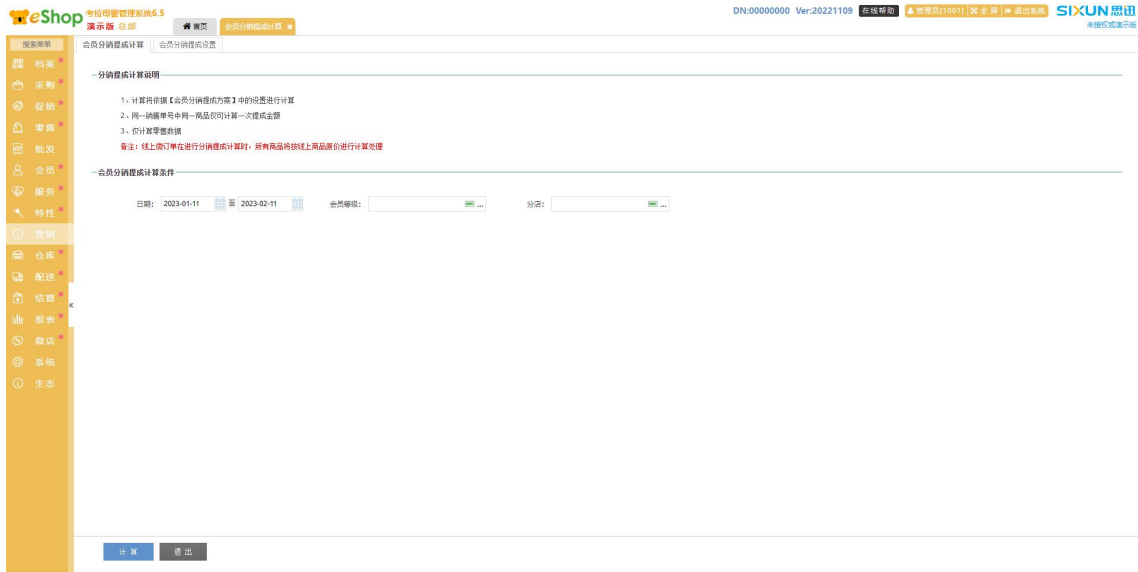 eShop 考拉母婴管理系统6.5
演示版 总部
首页
会员分销提成计算
DN:00000000 Ver:20221109 在线帮助 管理员[1001] 全屏 退出系统
SIXUN思迅
未授权或演示版
搜索菜单
会员分销提成计算 会员分销提成设置
档案
采购
促销
零售
批发
会员
服务
特性
营销
仓库
配送
结算
报表
微店
系统
生态
分销提成计算说明
1、计算将依据【会员分销提成方案】中的设置进行计算
2、同一销售单号中同一商品仅可计算一次提成金额
3、仅计算零售数据
备注：线上微订单在进行分销提成计算时，所有商品将按线上商品原价进行计算处理
会员分销提成计算条件
日期： 2023-01-11 至 2023-02-11 会员等级： ... 分店： ...
计算 退出